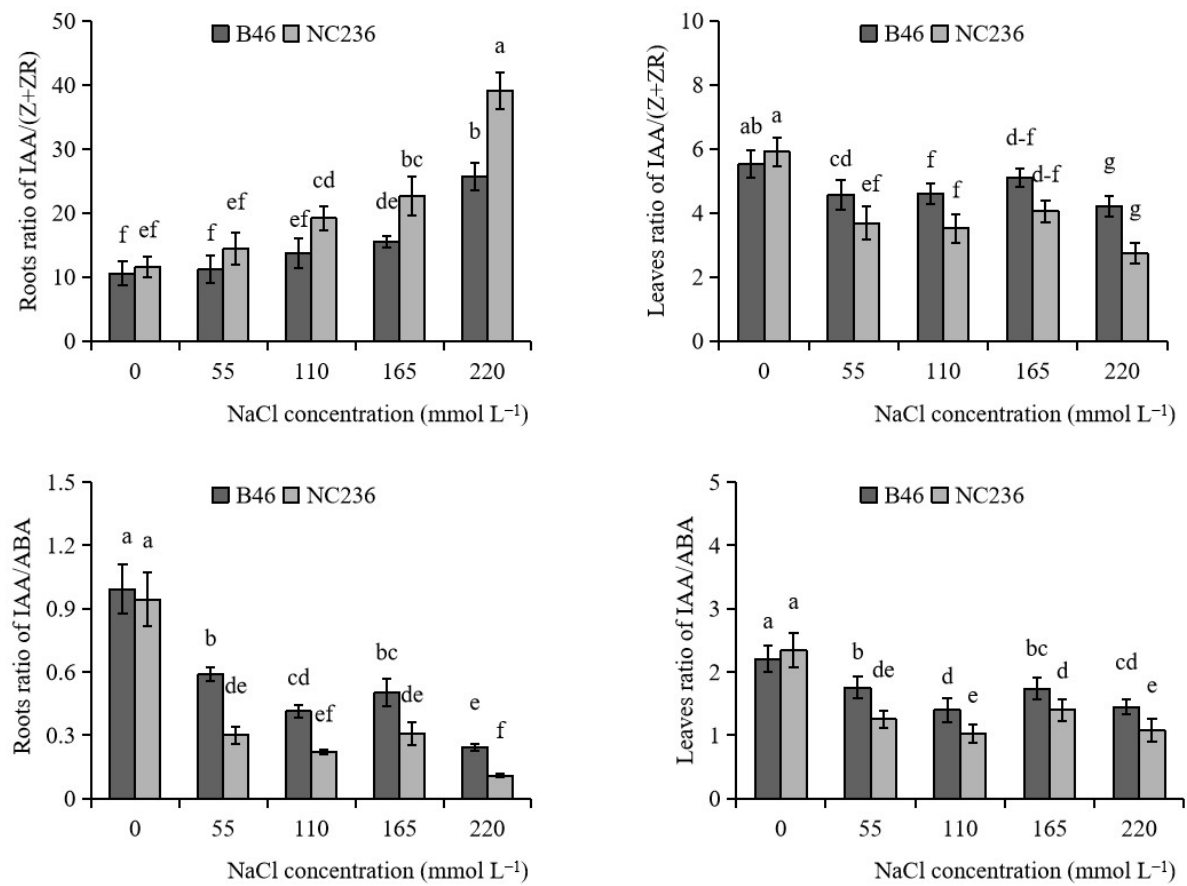 Roots ratio of IAA/(Z+ZR)
B46 NC236
50
40
30
20
10
0
f ef f ef ef cd de bc b a
0 55 110 165 220
NaCl concentration (mmol L⁻¹)
Leaves ratio of IAA/(Z+ZR)
B46 NC236
10
8
6
4
2
0
ab a cd ef f f d-f d-f g g
0 55 110 165 220
NaCl concentration (mmol L⁻¹)
Roots ratio of IAA/ABA
B46 NC236
1.5
1.2
0.9
0.6
0.3
0
a a b de cd ef bc de e f
0 55 110 165 220
NaCl concentration (mmol L⁻¹)
Leaves ratio of IAA/ABA
B46 NC236
5
4
3
2
1
0
a a b de d e bc d cd e
0 55 110 165 220
NaCl concentration (mmol L⁻¹)